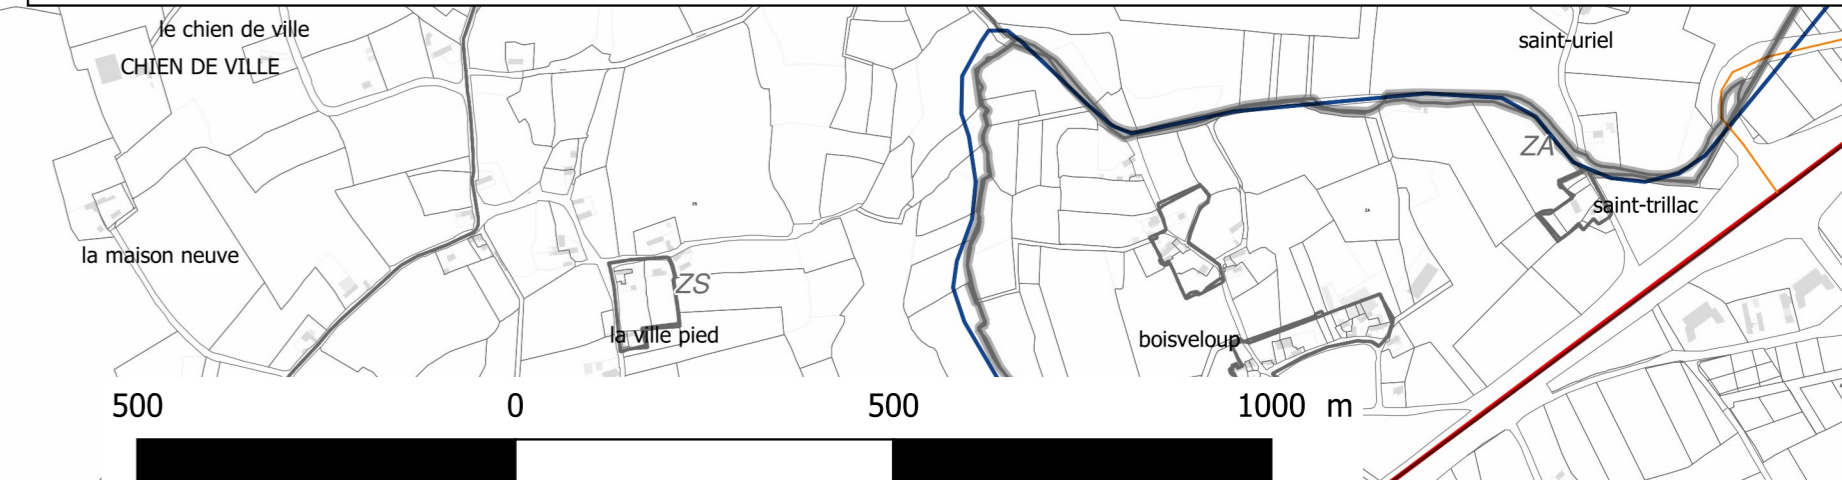 le chien de ville
CHIEN DE VILLE
saint-uriel
ZA
saint-trillac
la maison neuve
ZS
la ville pied
boisveloup
500 0 500 1000 m